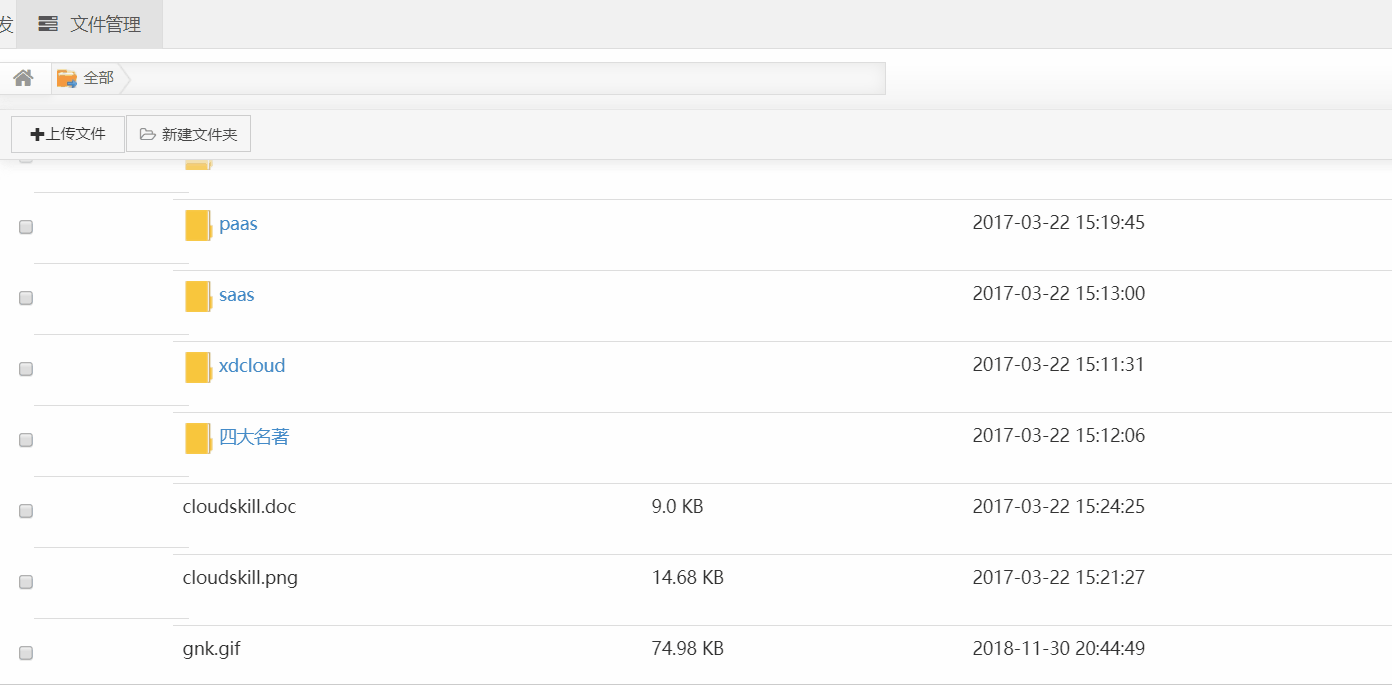 发 文件管理
全部
上传文件 新建文件夹
paas 2017-03-22 15:19:45
saas 2017-03-22 15:13:00
xdcloud 2017-03-22 15:11:31
四大名著 2017-03-22 15:12:06
cloudskill.doc 9.0 KB 2017-03-22 15:24:25
cloudskill.png 14.68 KB 2017-03-22 15:21:27
gnk.gif 74.98 KB 2018-11-30 20:44:49